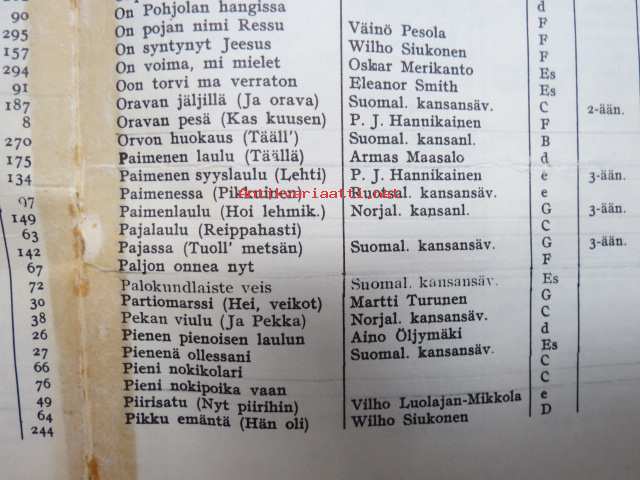 d
90 On Pohjolan hangissa F
295 On pojan nimi Ressu Väinö Pesola F
157 On syntynyt Jeesus Wilho Siukonen F
294 On voima, mi mielet Oskar Merikanto Es
91 Oon torvi ma verraton Eleanor Smith Es
187 Oravan jäljillä (Ja orava) Suomal. kansansäv. C 2-ään.
8 Oravan pesä (Kas kuusen) P. J. Hannikainen F
270 Orvon huokaus (Tääll') Suomal. kansanl. B
175 Paimenen laulu (Täällä) Armas Maasalo d
134 Paimenen syyslaulu (Lehti) P. J. Hannikainen e 3-ään.
97 Paimenessa kansansäv. e
149 Paimenlaulu (Hoi lehmik.) Norjal. kansanl. G 3-ään.
63 Pajalaulu (Reippahasti) C
142 Pajassa (Tuoll' metsän) Suomal. kansansäv. G 3-ään.
67 Paljon onnea nyt F
72 Palokundlaiste veis Suomal. kansansäv. Es
30 Partiomarssi (Hei, veikot) Martti Turunen G
38 Pekan viulu (Ja Pekka) Norjal. kansansäv. C
26 Pienen pienoisen laulun Aino Öljymäki d
27 Pienenä ollessani Suomal. kansansäv. Es
66 Pieni nokikolari C
76 Pieni nokipoika vaan C
49 Piirisatu (Nyt piirihin) Vilho Luolajan-Mikkola e
64 Pikku emäntä (Hän oli) Wilho Siukonen D
244